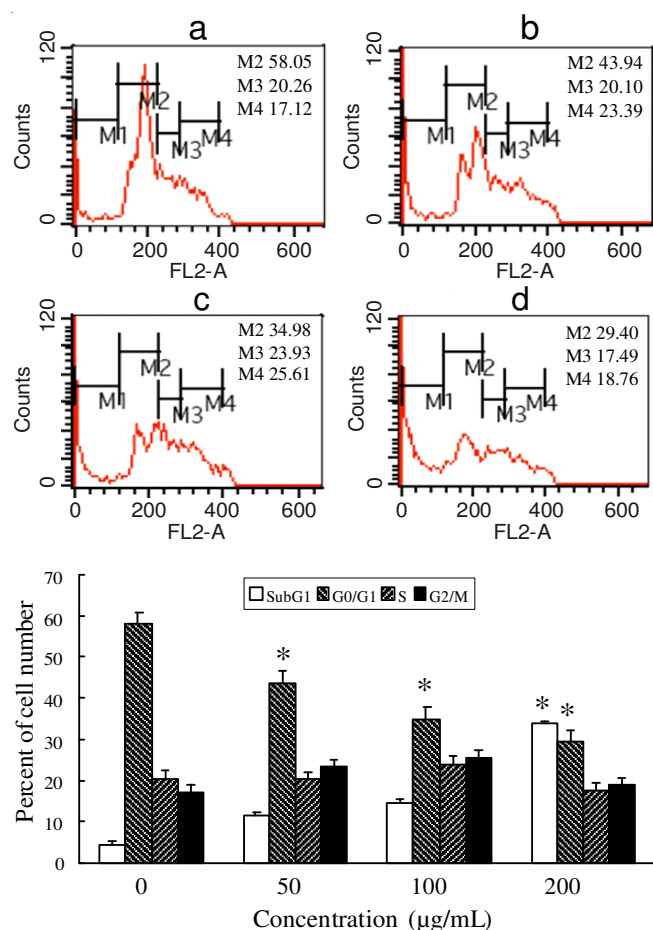 a
120
Counts
0
M1
M2
M3
M4
M2 58.05
M3 20.26
M4 17.12
0 200 400 600
FL2-A
b
120
Counts
0
M1
M2
M3
M4
M2 43.94
M3 20.10
M4 23.39
0 200 400 600
FL2-A
c
120
Counts
0
M1
M2
M3
M4
M2 34.98
M3 23.93
M4 25.61
0 200 400 600
FL2-A
d
120
Counts
0
M1
M2
M3
M4
M2 29.40
M3 17.49
M4 18.76
0 200 400 600
FL2-A
Percent of cell number
70
60
50
40
30
20
10
0
SubG1 G0/G1 S G2/M
* * * *
0 50 100 200
Concentration (µg/mL)